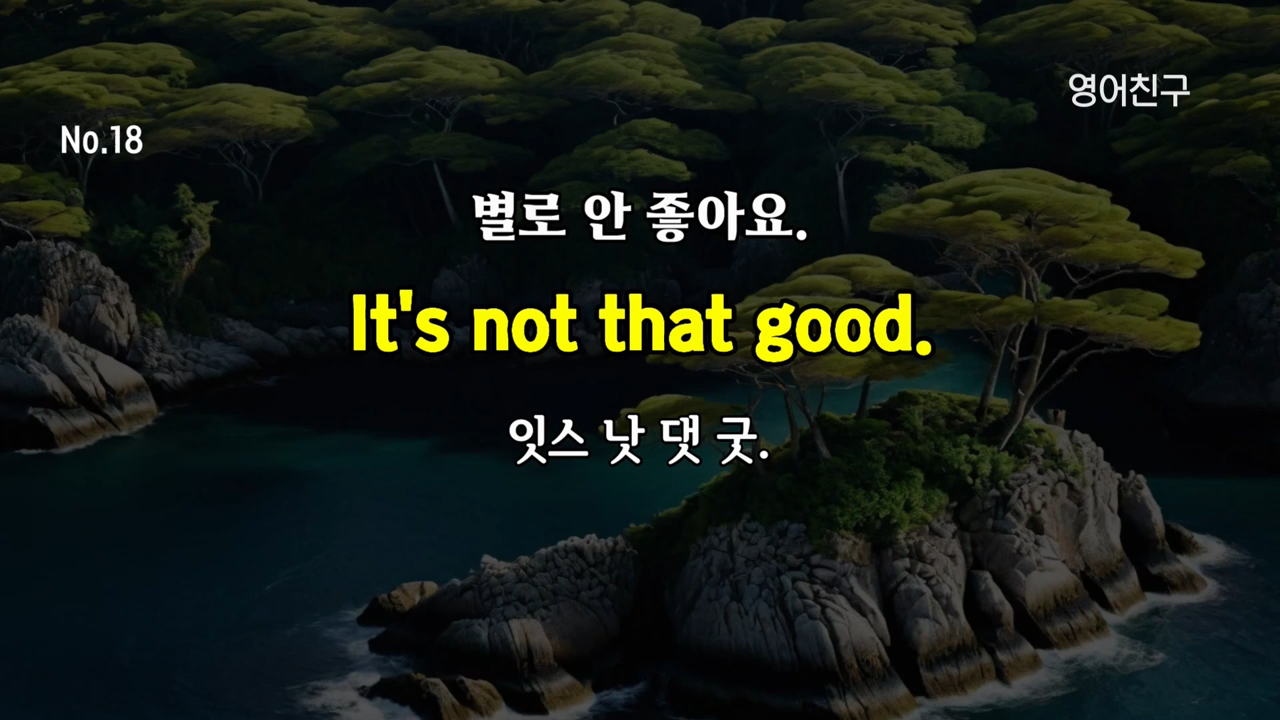 영어친구
No.18
별로 안 좋아요.
It's not that good.
잇스 낫 댓 굿.